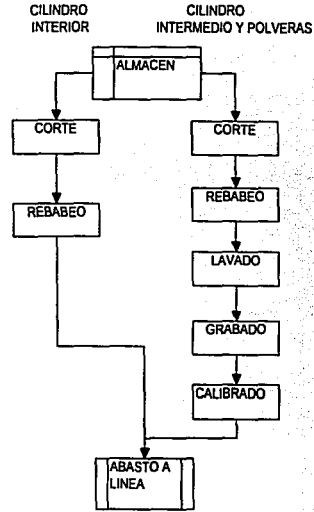 CILINDRO
INTERIOR
CILINDRO
INTERMEDIO Y POLVERAS
ALMACEN
CORTE
REBABEO
CORTE
REBABEO
LAVADO
GRABADO
CALIBRADO
ABASTO A
LINEA